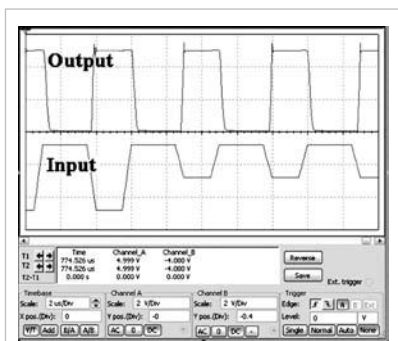 Output
Input
Time Channel_A Channel_B
T1 774.526 us 4.999 V -4.000 V
T2 774.526 us 4.999 V -4.000 V
T2-T1 0.000 s 0.000 V 0.000 V
Reverse
Save
Ext. trigger
Timebase Channel A Channel B Trigger
Scale: 2 us/Div Scale: 2 V/Div Scale: 2 V/Div Edge: A B Ext
X pos.(Div): 0 Y pos.(Div): -0 Y pos.(Div): -0.4 Level: 0 V
Y/T Add B/A A/B AC 0 DC AC 0 DC - Single Normal Auto None